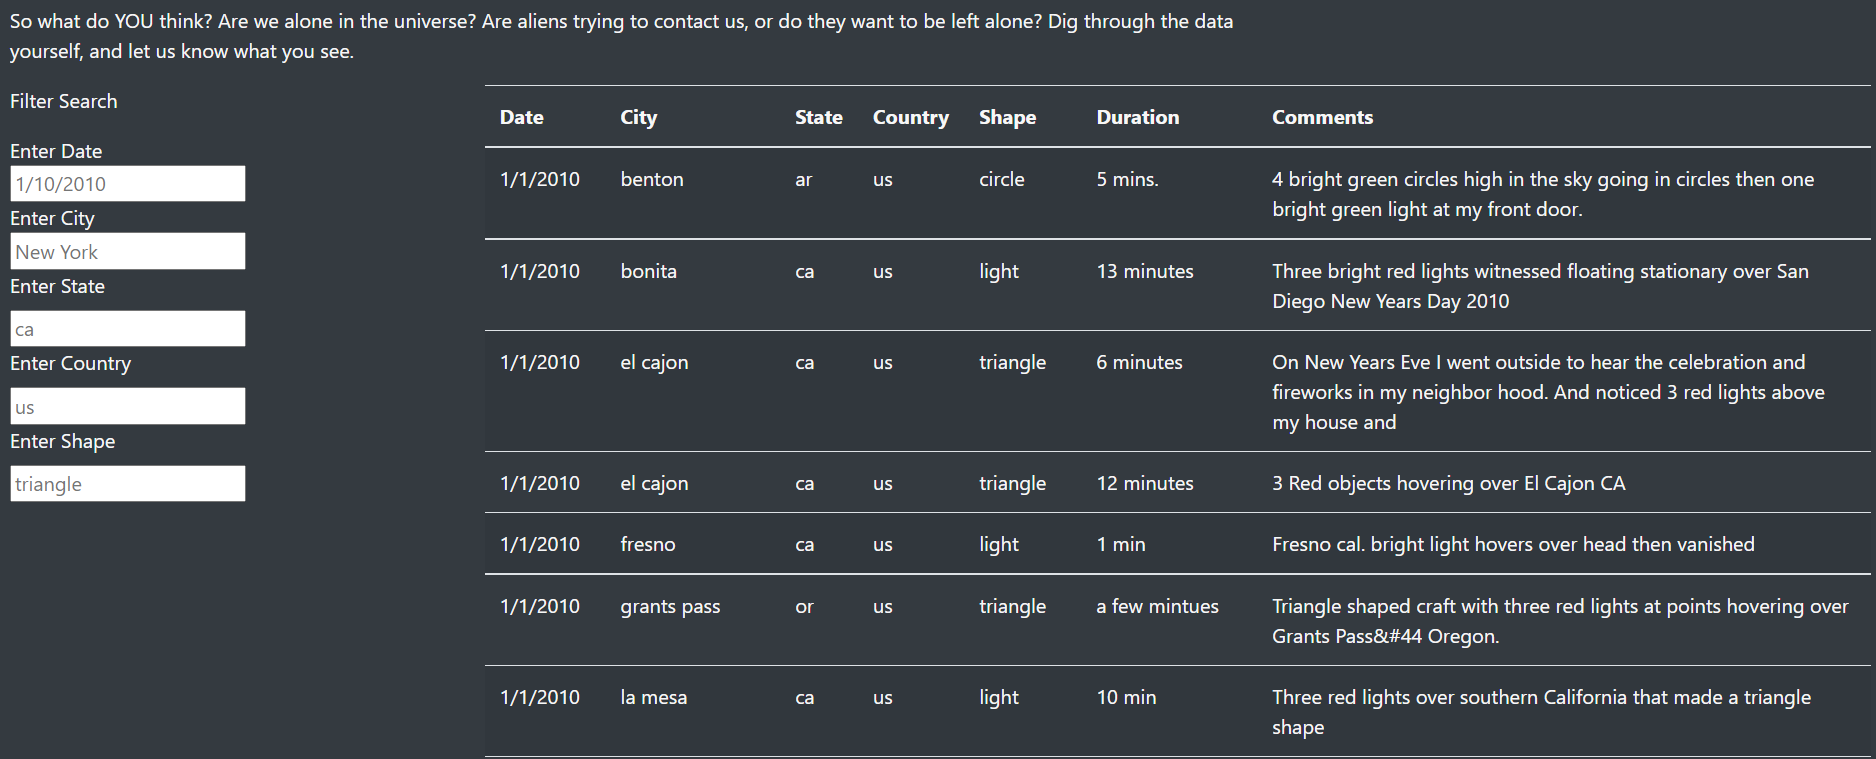 So what do YOU think? Are we alone in the universe? Are aliens trying to contact us, or do they want to be left alone? Dig through the data
yourself, and let us know what you see.
Filter Search
Enter Date
1/10/2010
Enter City
New York
Enter State
ca
Enter Country
us
Enter Shape
triangle
Date City State Country Shape Duration Comments
1/1/2010 benton ar us circle 5 mins. 4 bright green circles high in the sky going in circles then one
bright green light at my front door.
1/1/2010 bonita ca us light 13 minutes Three bright red lights witnessed floating stationary over San
Diego New Years Day 2010
1/1/2010 el cajon ca us triangle 6 minutes On New Years Eve I went outside to hear the celebration and
fireworks in my neighbor hood. And noticed 3 red lights above
my house and
1/1/2010 el cajon ca us triangle 12 minutes 3 Red objects hovering over El Cajon CA
1/1/2010 fresno ca us light 1 min Fresno cal. bright light hovers over head then vanished
1/1/2010 grants pass or us triangle a few mintues Triangle shaped craft with three red lights at points hovering over
Grants Pass&#44 Oregon.
1/1/2010 la mesa ca us light 10 min Three red lights over southern California that made a triangle
shape